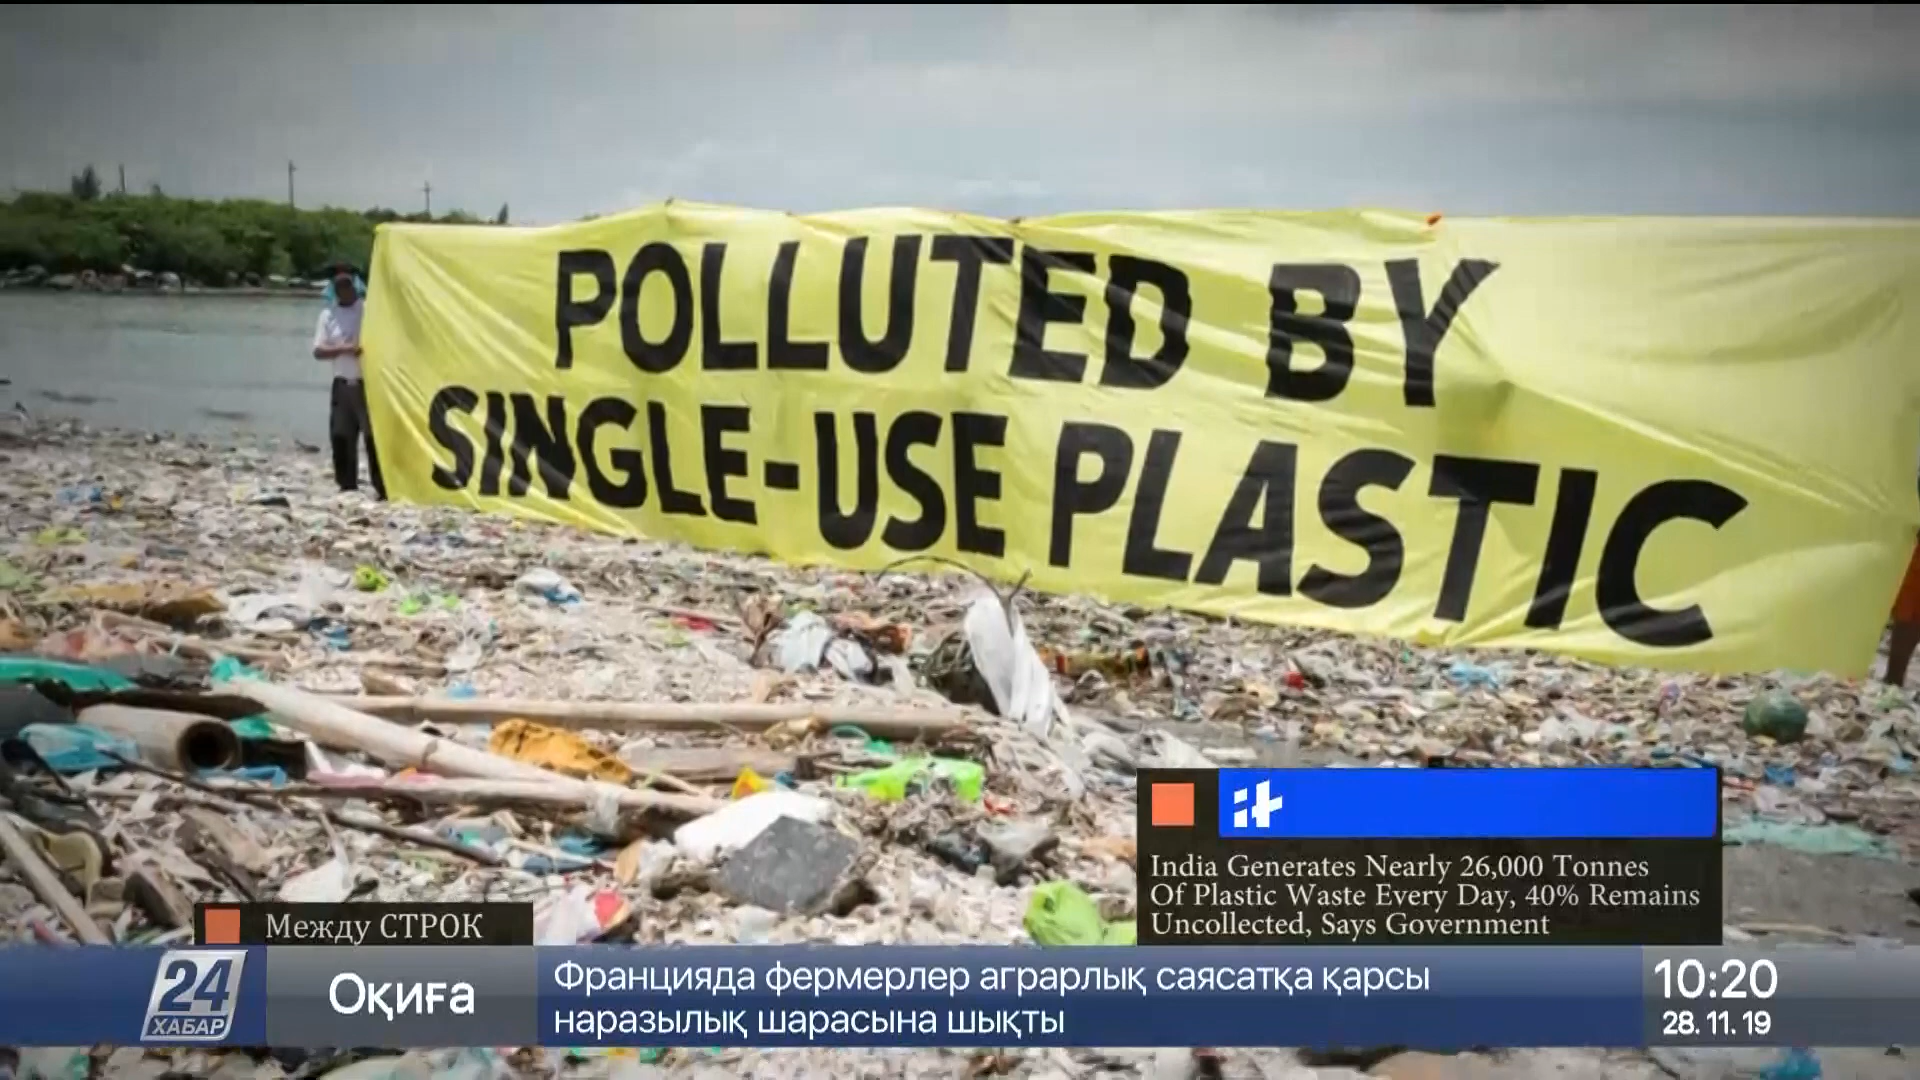 POLLUTED BY
SINGLE-USE PLASTIC
India Generates Nearly 26,000 Tonnes
Of Plastic Waste Every Day, 40% Remains
Uncollected, Says Government
Между СТРОК
24
ХАБАР
Оқиға
Францияда фермерлер аграрлық саясатқа қарсы
наразылық шарасына шықты
10:20
28.11.19